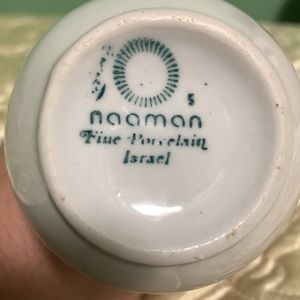 5
naaman
Fine Porcelain
Israel